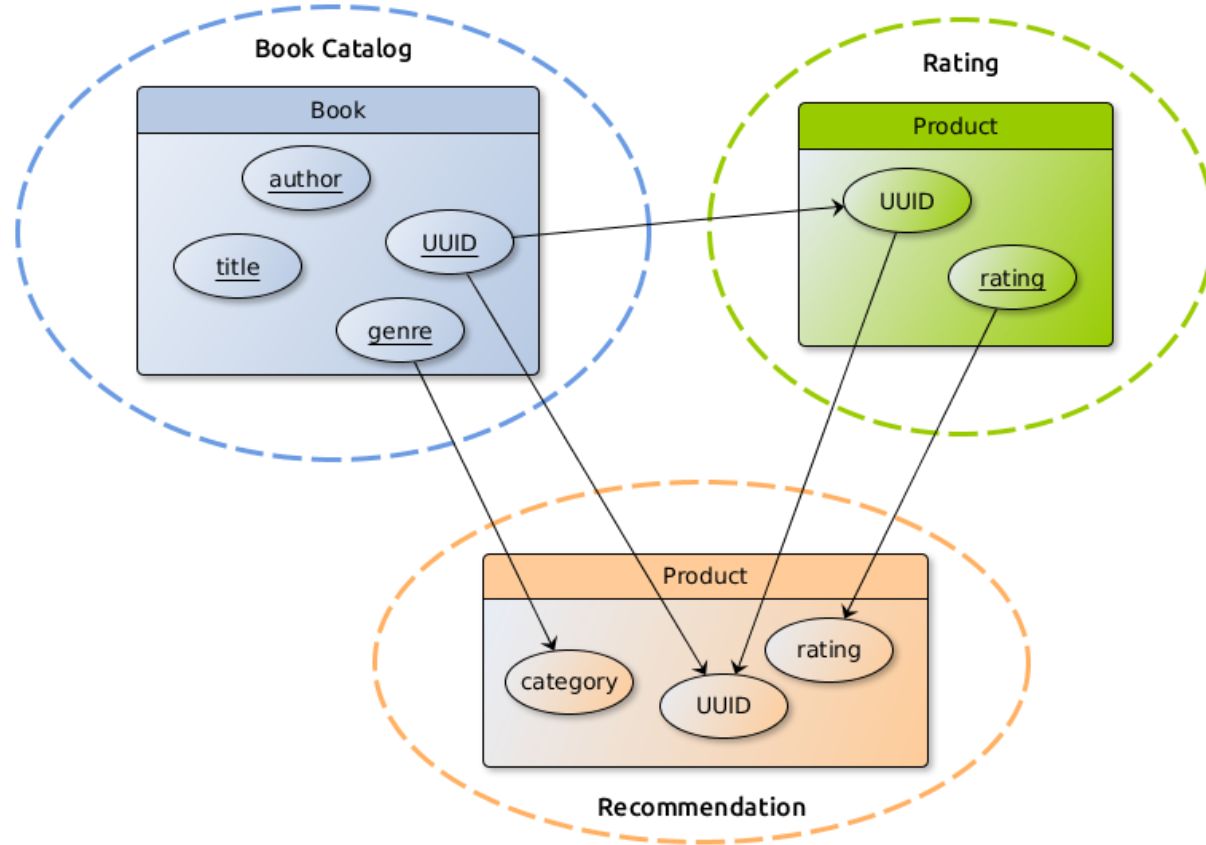 Book Catalog
Book
author
UUID
title
genre
Rating
Product
UUID
rating
Product
rating
category
UUID
Recommendation